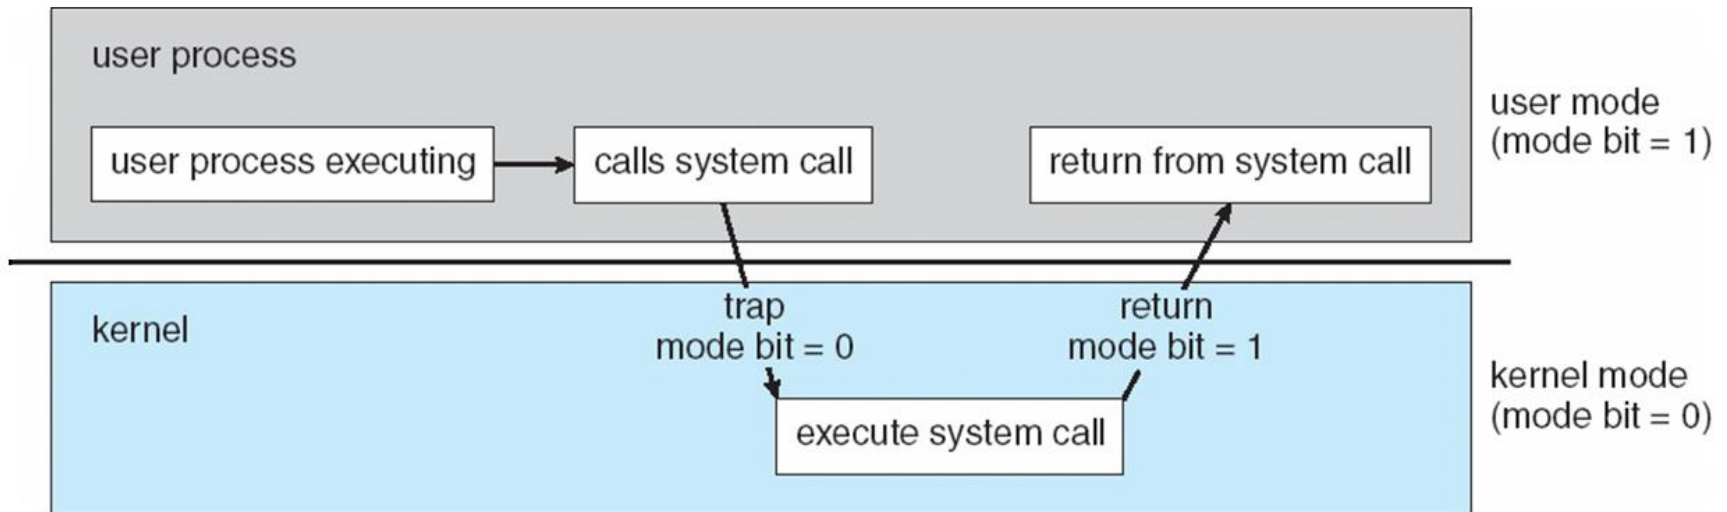 user process
user process executing
calls system call
return from system call
user mode
(mode bit = 1)
kernel
trap
mode bit = 0
return
mode bit = 1
execute system call
kernel mode
(mode bit = 0)